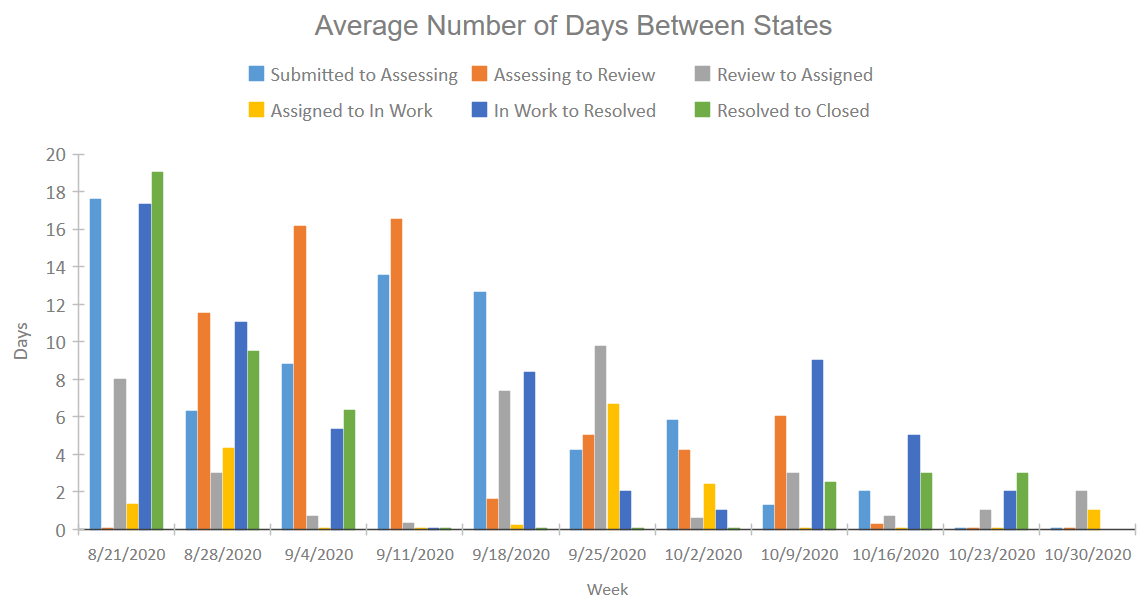 Average Number of Days Between States
Submitted to Assessing Assessing to Review Review to Assigned
Assigned to In Work In Work to Resolved Resolved to Closed
20
18
16
14
12
10
8
6
4
2
0
Days
8/21/2020 8/28/2020 9/4/2020 9/11/2020 9/18/2020 9/25/2020 10/2/2020 10/9/2020 10/16/2020 10/23/2020 10/30/2020
Week